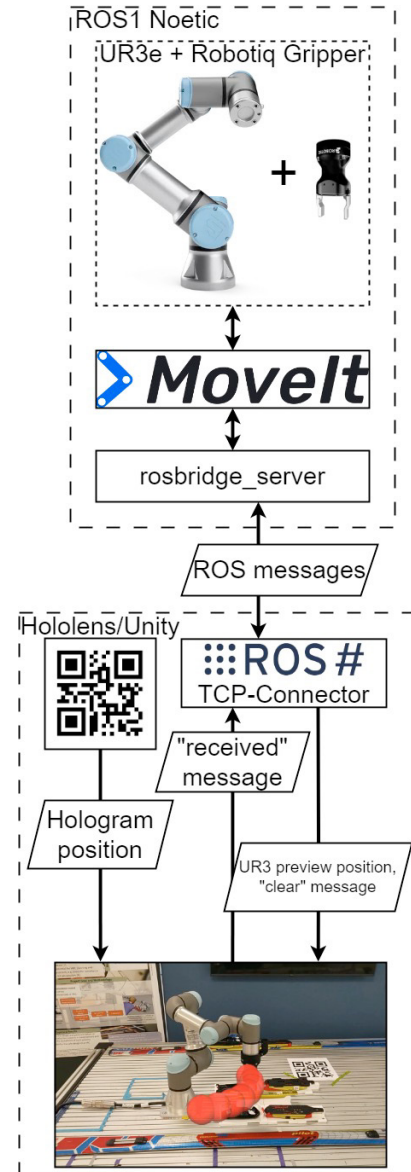 ROS1 Noetic
UR3e + Robotiq Gripper
+
MoveIt
rosbridge_server
ROS messages
Hololens/Unity
ROS #
TCP-Connector
"received"
message
Hologram
position
UR3 preview position,
"clear" message